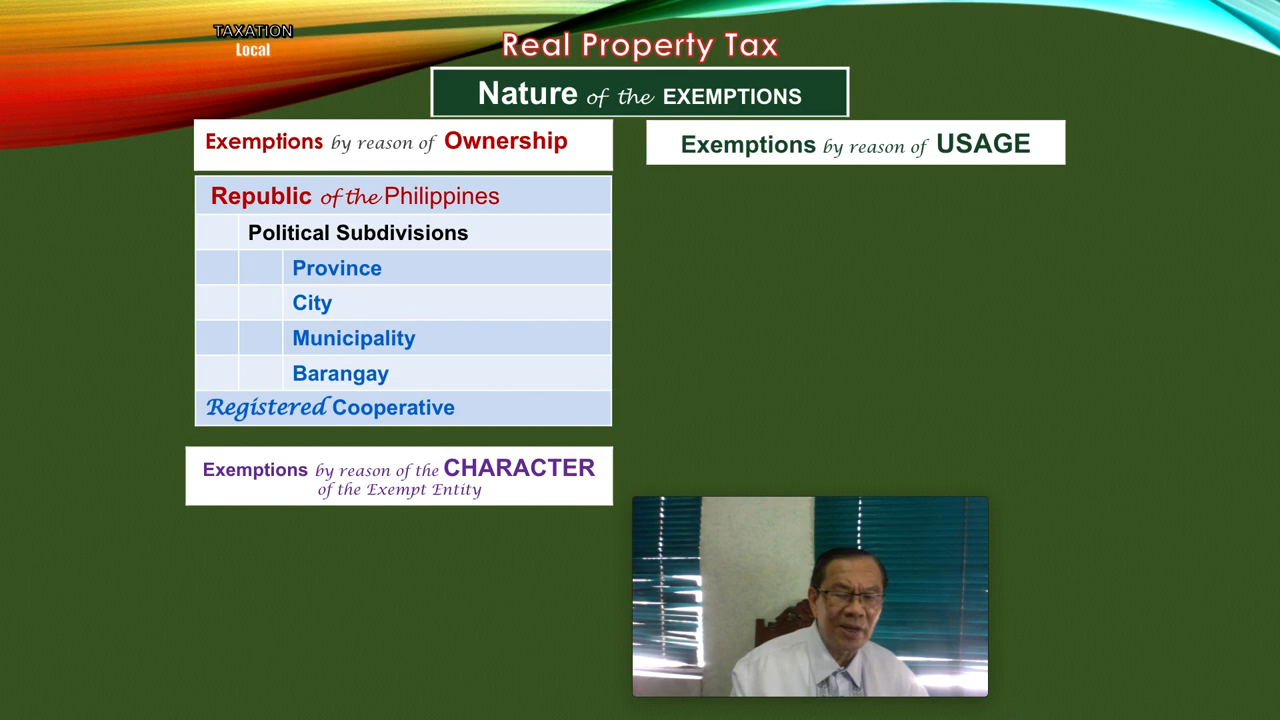 TAXATION
Local
Real Property Tax
Nature of the EXEMPTIONS
Exemptions by reason of Ownership
Republic of the Philippines
Political Subdivisions
Province
City
Municipality
Barangay
Registered Cooperative
Exemptions by reason of the CHARACTER
of the Exempt Entity
Exemptions by reason of USAGE